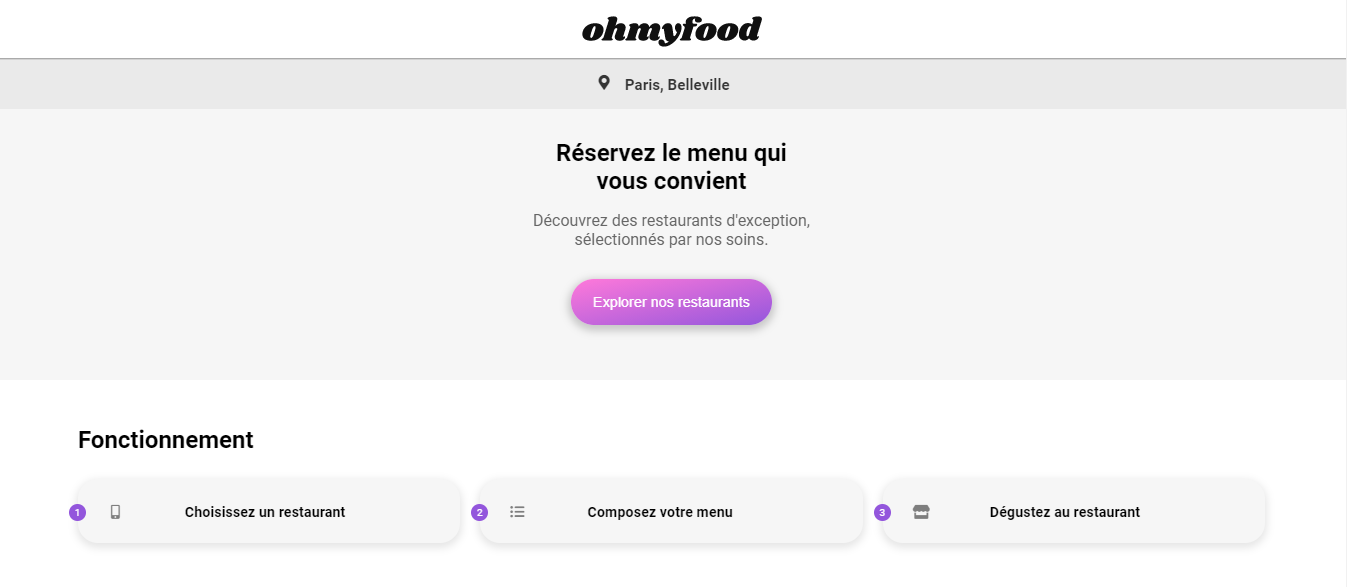 ohmyfood
Paris, Belleville
Réservez le menu qui
vous convient
Découvrez des restaurants d'exception,
sélectionnés par nos soins.
Explorer nos restaurants
Fonctionnement
1 Choisissez un restaurant
2 Composez votre menu
3 Dégustez au restaurant